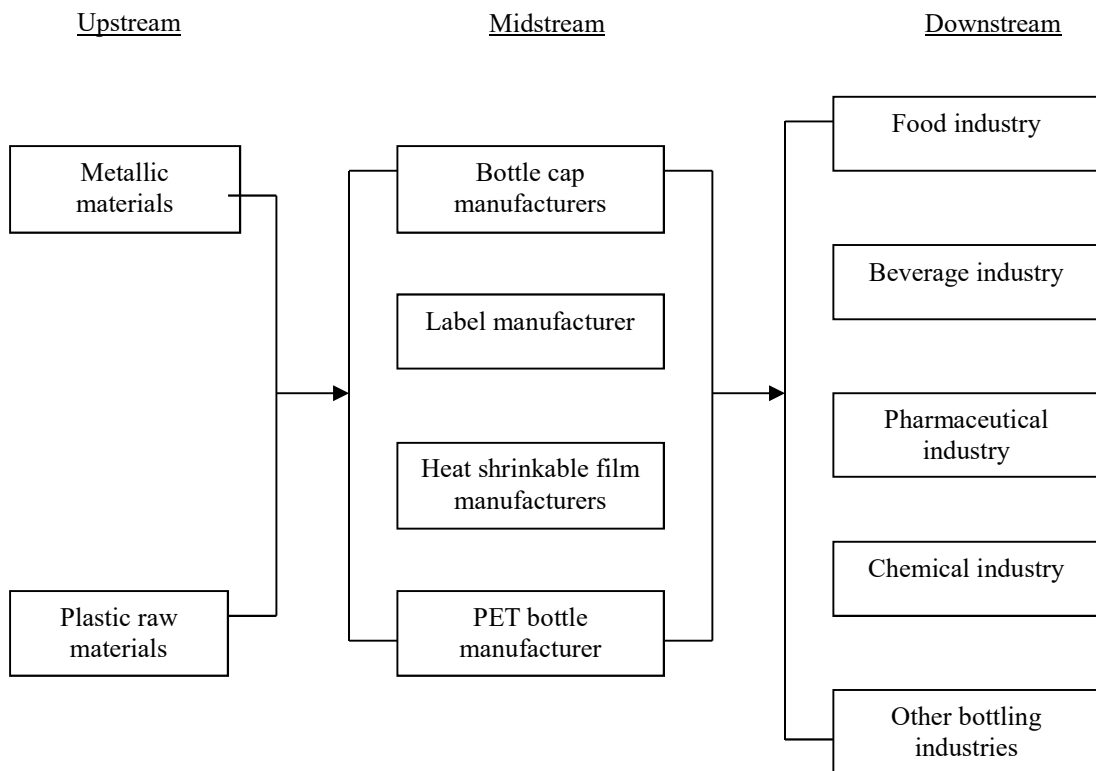 Upstream
Midstream
Downstream
Metallic
materials
Plastic raw
materials
Bottle cap
manufacturers
Label manufacturer
Heat shrinkable film
manufacturers
PET bottle
manufacturer
Food industry
Beverage industry
Pharmaceutical
industry
Chemical industry
Other bottling
industries